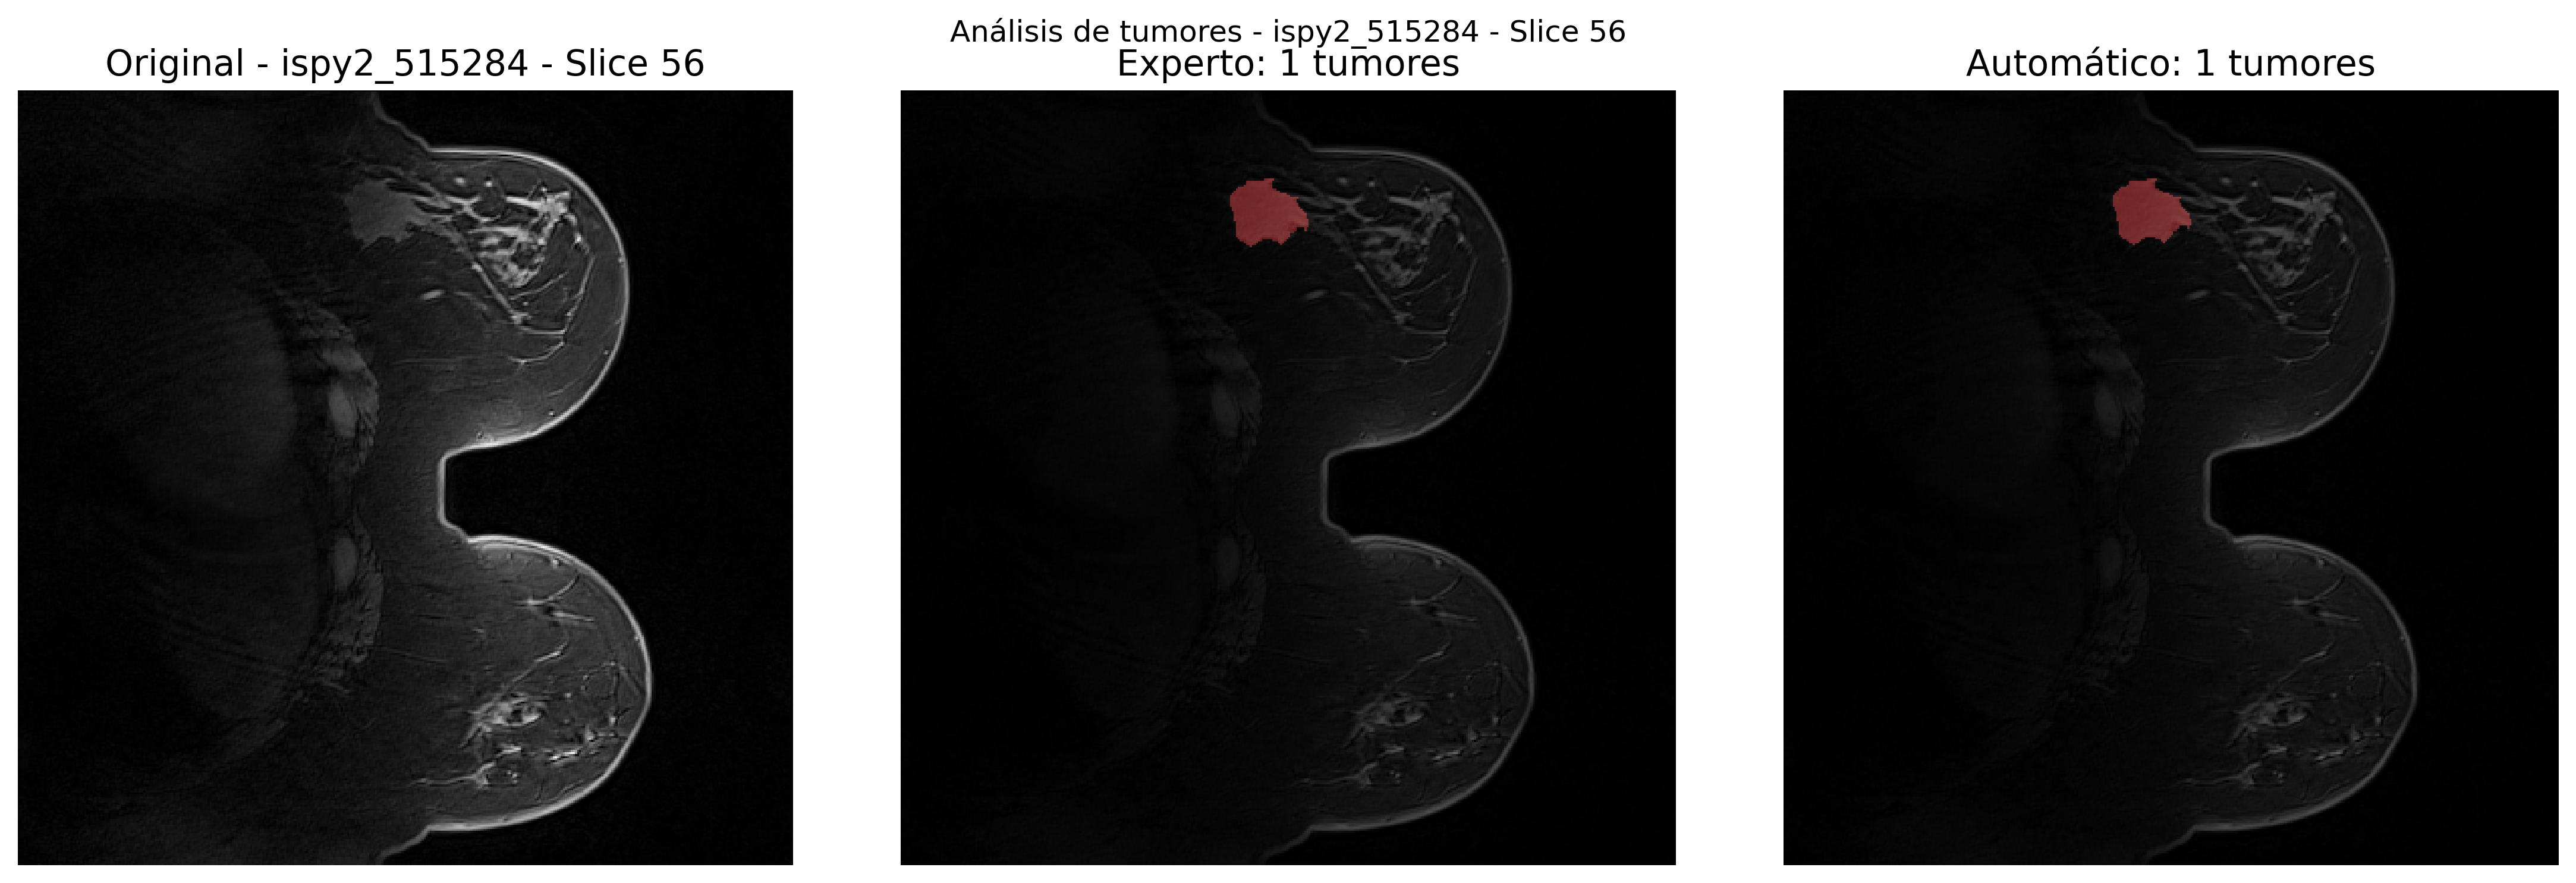 Análisis de tumores - ispy2_515284 - Slice 56
Original - ispy2_515284 - Slice 56
Experto: 1 tumores
Automático: 1 tumores